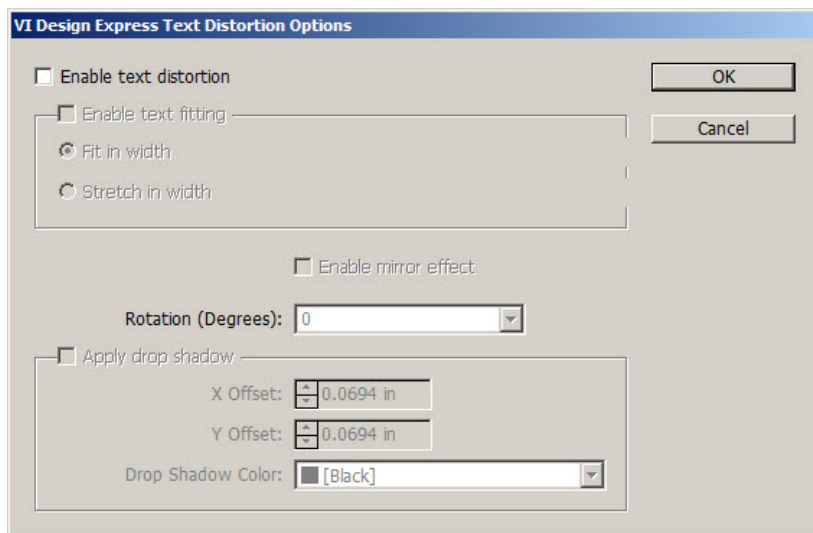 VI Design Express Text Distortion Options
Enable text distortion
OK
Enable text fitting
Cancel
Fit in width
Stretch in width
Enable mirror effect
Rotation (Degrees): 0
Apply drop shadow
X Offset: 0.0694 in
Y Offset: 0.0694 in
Drop Shadow Color: [Black]